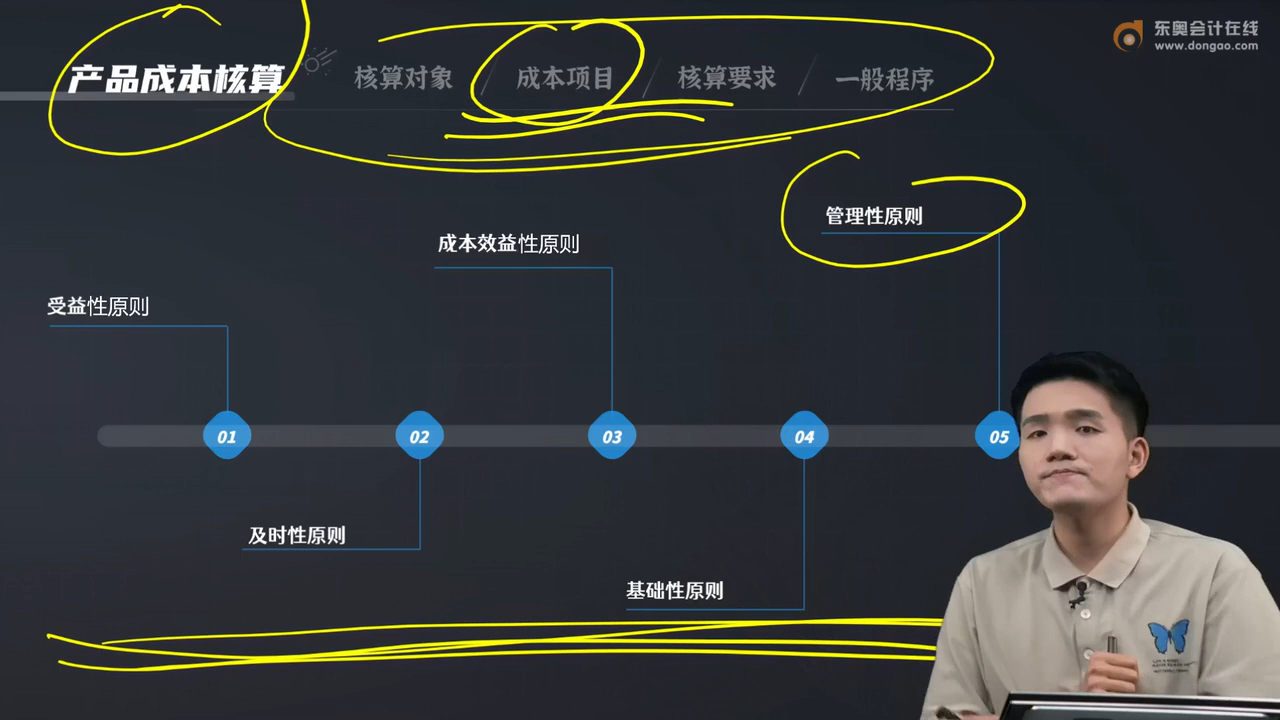 东奥会计在线
www.dongao.com
产品成本核算
核算对象 / 成本项目 / 核算要求 / 一般程序
管理性原则
成本效益性原则
受益性原则
01 02 03 04 05
及时性原则
基础性原则